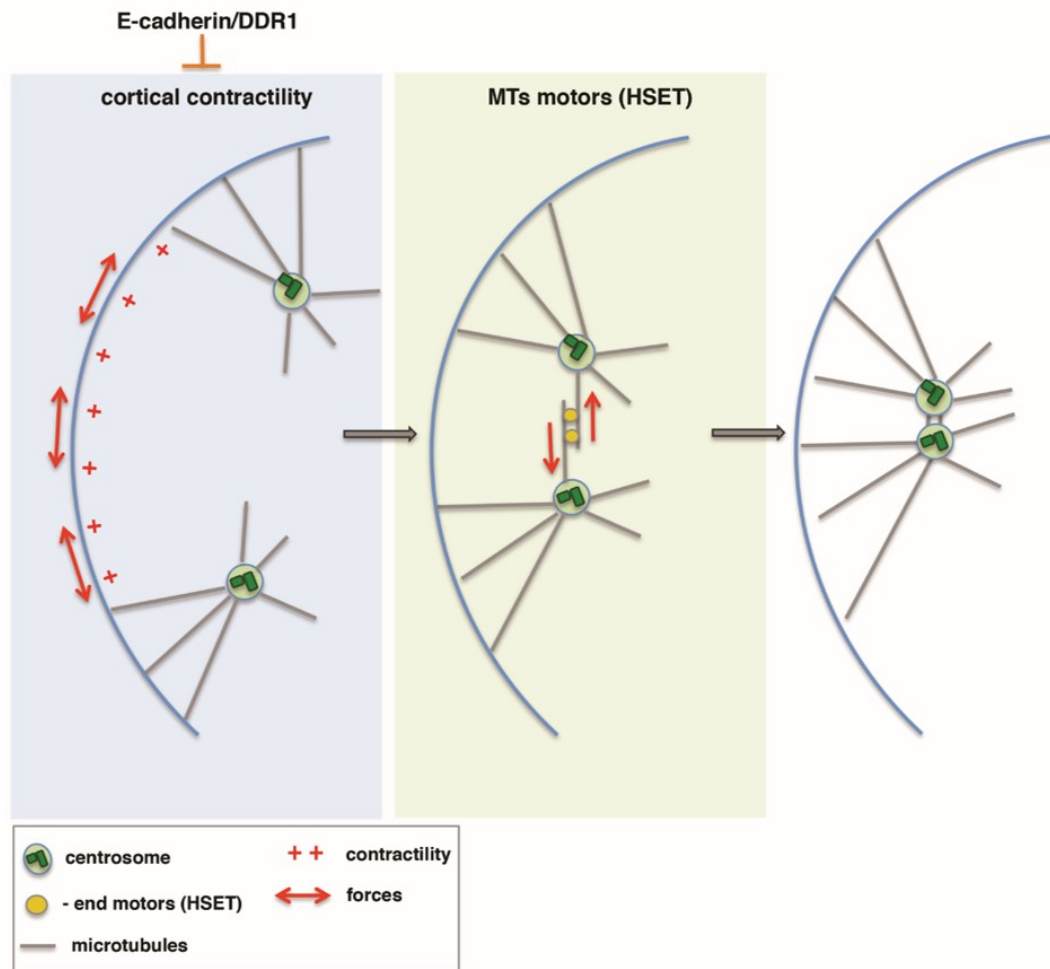 E-cadherin/DDR1
cortical contractility
MTs motors (HSET)
centrosome
- end motors (HSET)
microtubules
++ contractility
forces